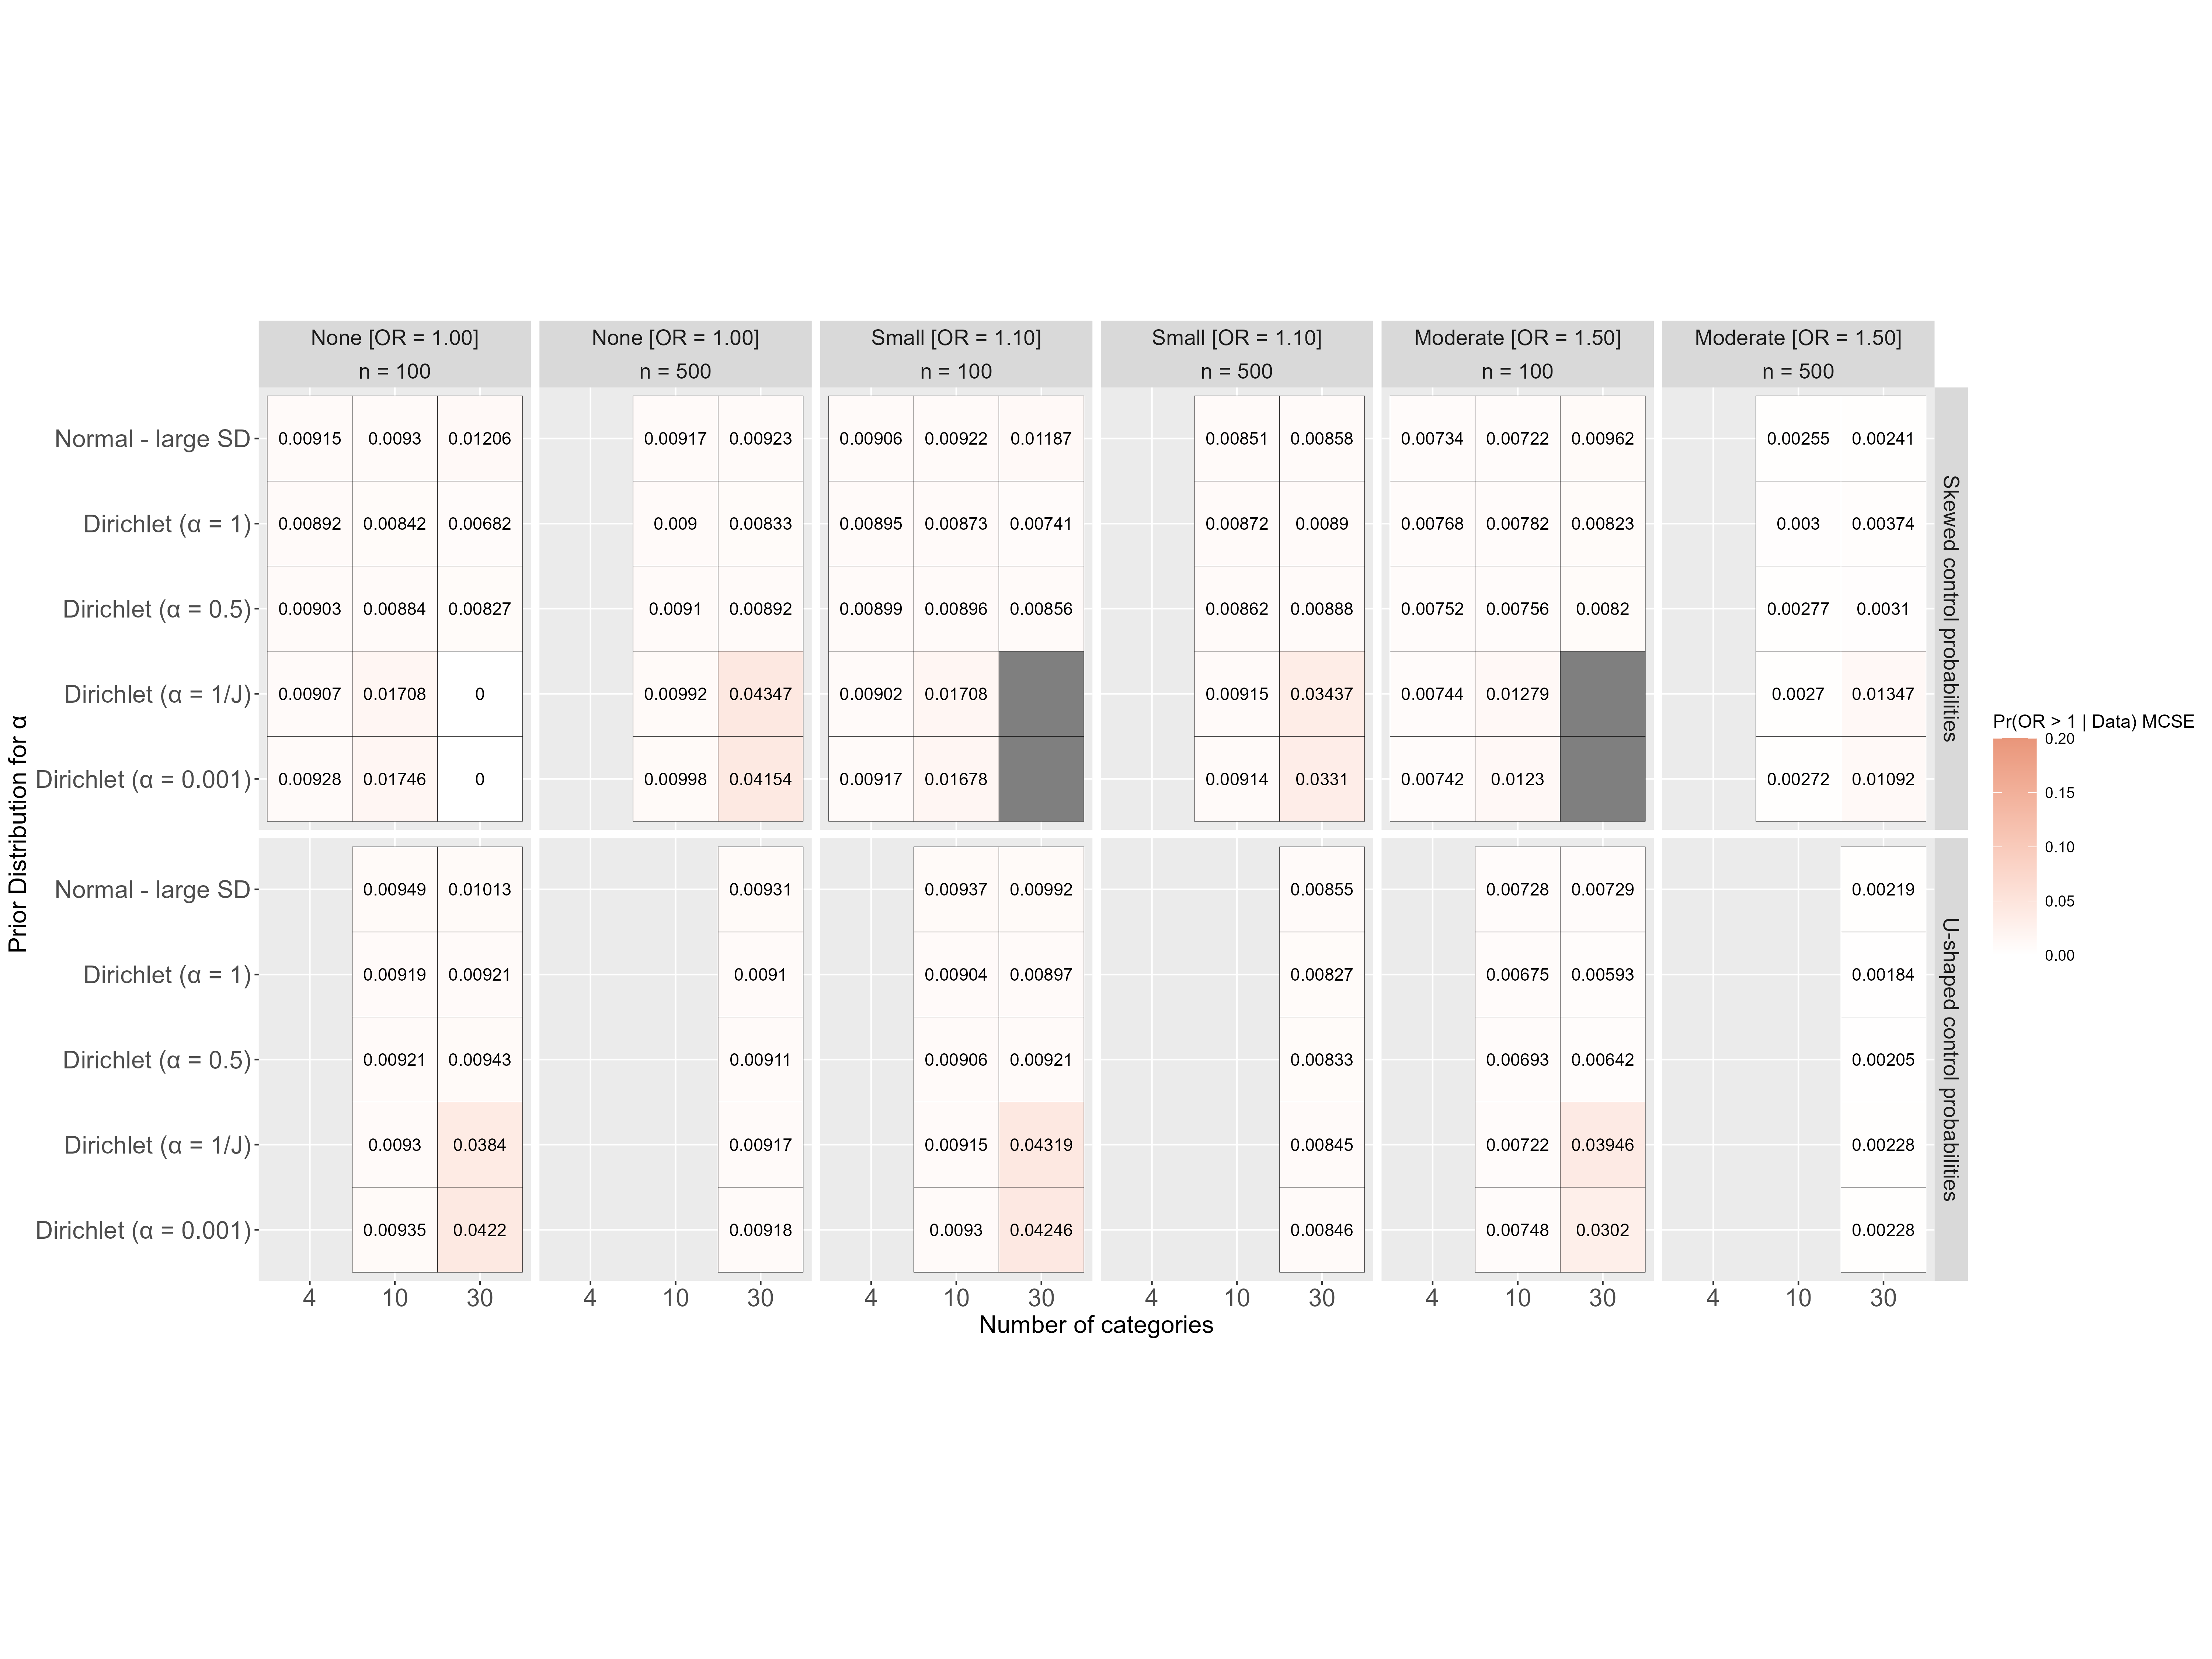 None [OR = 1.00] None [OR = 1.00] Small [OR = 1.10] Small [OR = 1.10] Moderate [OR = 1.50] Moderate [OR = 1.50]
n = 100 n = 500 n = 100 n = 500 n = 100 n = 500
Normal - large SD 0.00915 0.0093 0.01206 0.00917 0.00923 0.00906 0.00922 0.01187 0.00851 0.00858 0.00734 0.00722 0.00962 0.00255 0.00241
Dirichlet (α = 1) 0.00892 0.00842 0.00682 0.009 0.00833 0.00895 0.00873 0.00741 0.00872 0.0089 0.00768 0.00782 0.00823 0.003 0.00374
Dirichlet (α = 0.5) 0.00903 0.00884 0.00827 0.0091 0.00892 0.00899 0.00896 0.00856 0.00862 0.00888 0.00752 0.00756 0.0082 0.00277 0.0031
Dirichlet (α = 1/J) 0.00907 0.01708 0 0.00992 0.04347 0.00902 0.01708 0.00915 0.03437 0.00744 0.01279 0.0027 0.01347
Dirichlet (α = 0.001) 0.00928 0.01746 0 0.00998 0.04154 0.00917 0.01678 0.00914 0.0331 0.00742 0.0123 0.00272 0.01092
Skewed control probabilities
Normal - large SD 0.00949 0.01013 0.00931 0.00937 0.00992 0.00855 0.00728 0.00729 0.00219
Dirichlet (α = 1) 0.00919 0.00921 0.0091 0.00904 0.00897 0.00827 0.00675 0.00593 0.00184
Dirichlet (α = 0.5) 0.00921 0.00943 0.00911 0.00906 0.00921 0.00833 0.00693 0.00642 0.00205
Dirichlet (α = 1/J) 0.0093 0.0384 0.00917 0.00915 0.04319 0.00845 0.00722 0.03946 0.00228
Dirichlet (α = 0.001) 0.00935 0.0422 0.00918 0.0093 0.04246 0.00846 0.00748 0.0302 0.00228
U-shaped control probabilities
4 10 30 4 10 30 4 10 30 4 10 30 4 10 30 4 10 30
Number of categories
Prior Distribution for α
Pr(OR > 1 | Data) MCSE
0.20
0.15
0.10
0.05
0.00